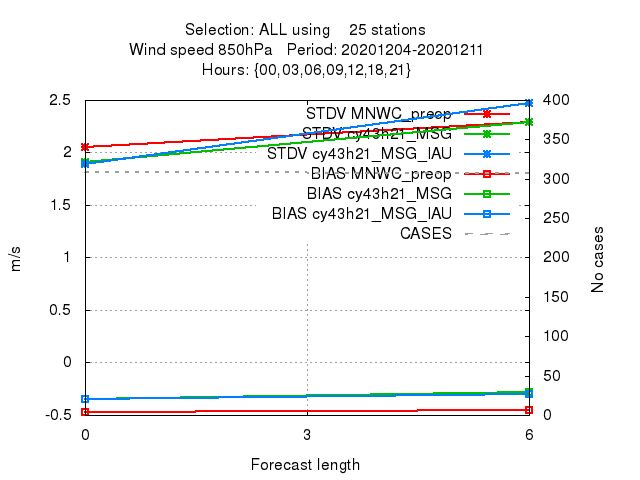 Selection: ALL using    25 stations
Wind speed 850hPa   Period: 20201204-20201211
Hours: {00,03,06,09,12,18,21}
2.5
2
1.5
1
0.5
0
-0.5
400
350
300
250
200
150
100
50
0
STDV MNWC_preop
STDV cy43h21_MSG
STDV cy43h21_MSG_IAU
BIAS MNWC_preop
BIAS cy43h21_MSG
BIAS cy43h21_MSG_IAU
CASES
m/s
No cases
0 3 6
Forecast length